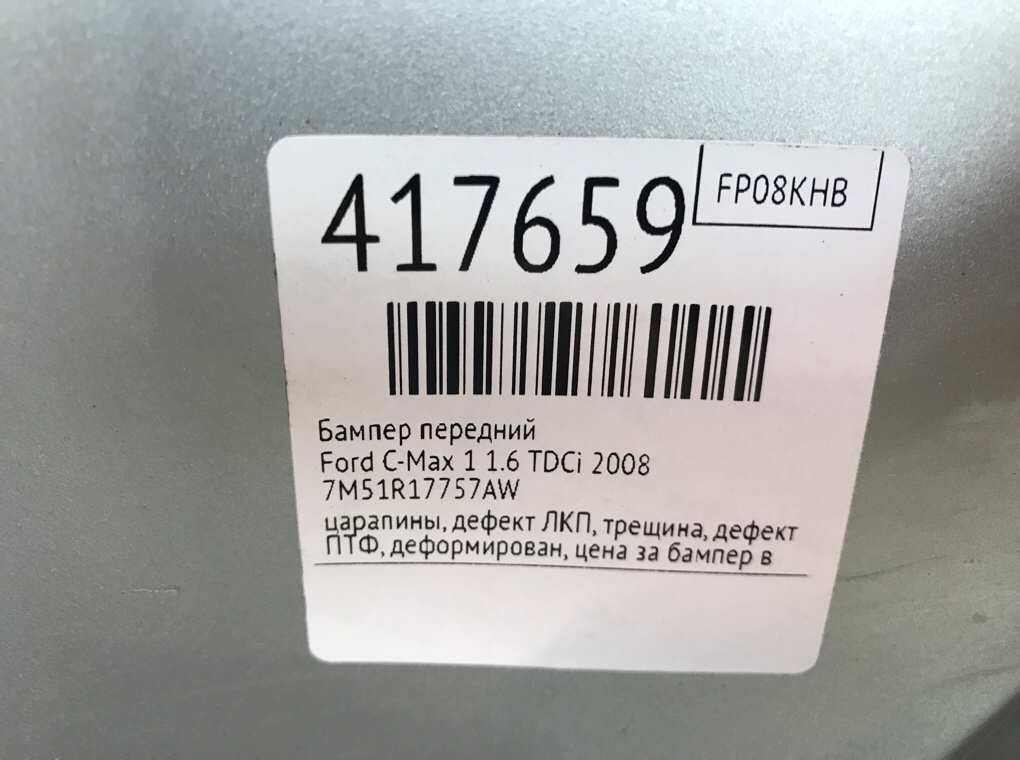 417659
FP08KHB
Бампер передний
Ford C-Max 1 1.6 TDCi 2008
7M51R17757AW
царапины, дефект ЛКП, трещина, дефект
ПТФ, деформирован, цена за бампер в